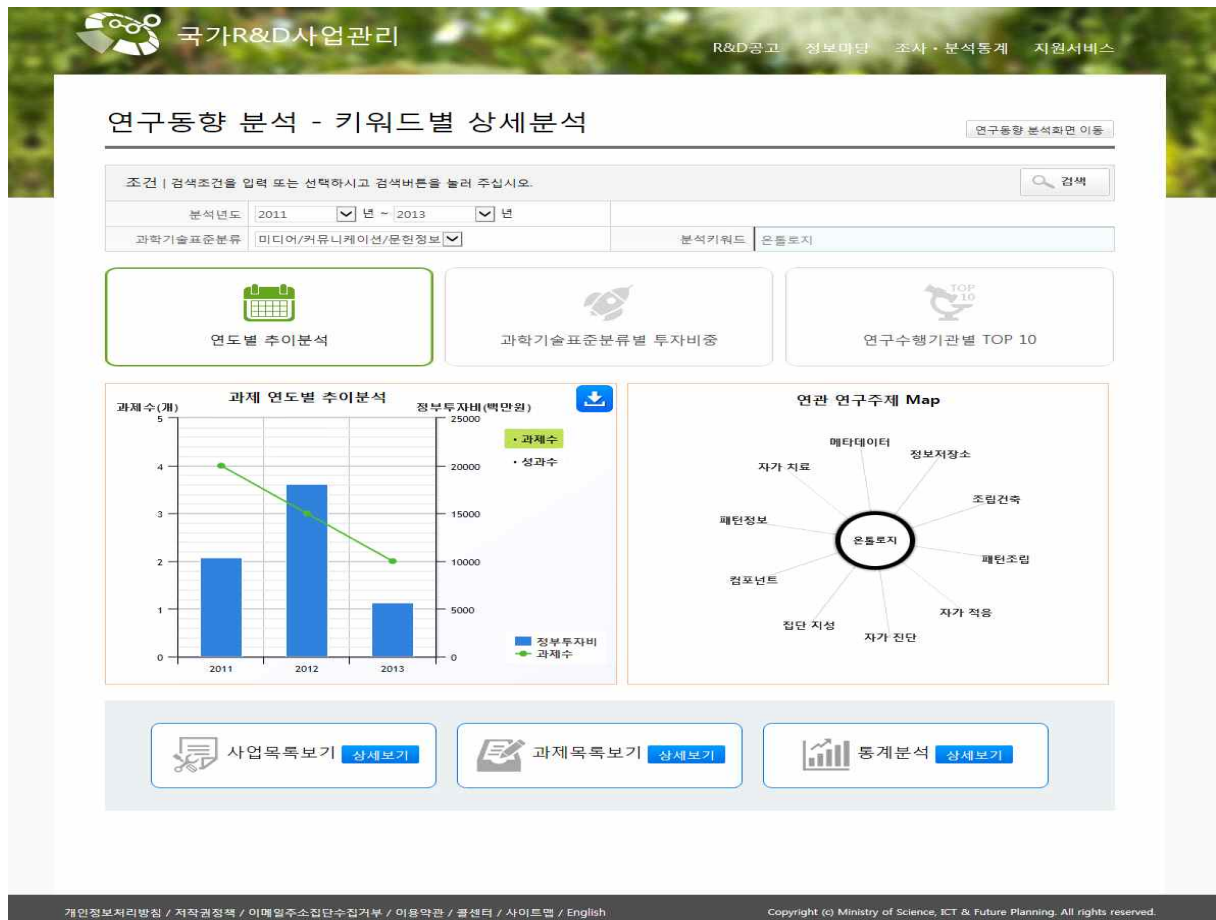 국가R&D사업관리
R&D공고 정보마당 조사·분석통계 지원서비스
연구동향 분석 - 키워드별 상세분석
연구동향 분석화면 이동
조건 | 검색조건을 입력 또는 선택하시고 검색버튼을 눌러 주십시오.
검색
분석년도 2011 년 ~ 2013 년
과학기술표준분류 미디어/커뮤니케이션/문헌정보 분석키워드 온톨로지
TOP
10
연도별 추이분석 과학기술표준분류별 투자비중 연구수행기관별 TOP 10
과제 연도별 추이분석
과제수(개) 정부투자비(백만원)
5 25000
· 과제수
4 20000 · 성과수
3 15000
2 10000
1 5000
정부투자비
0 0 과제수
2011 2012 2013
연관 연구주제 Map
메타데이터
정보저장소
자가 치료
조립건축
패턴정보
온톨로지
패턴조립
컴포넌트
자가 적응
집단 지성
자가 진단
사업목록보기 상세보기 과제목록보기 상세보기 통계분석 상세보기
개인정보처리방침 / 저작권정책 / 이메일주소집단수집거부 / 이용약관 / 콜센터 / 사이트맵 / English Copyright (c) Ministry of Science, ICT & Future Planning. All rights reserved.